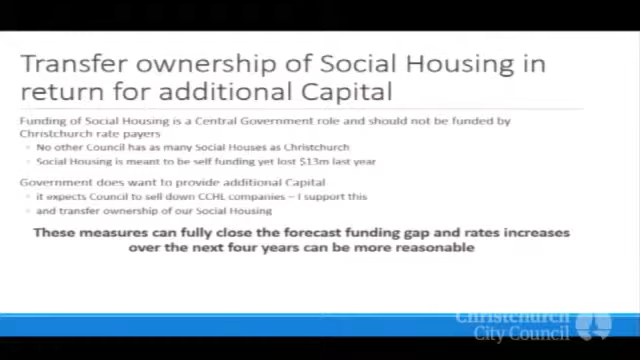 Transfer ownership of Social Housing in
return for additional Capital
Funding of Social Housing is a Central Government role and should not be funded by
Christchurch rate payers
No other Council has as many Social Houses as Christchurch
Social Housing is meant to be self funding yet lost $13m last year
Government does want to provide additional Capital
it expects Council to sell down CCHL companies – I support this
and transfer ownership of our Social Housing
These measures can fully close the forecast funding gap and rates increases
over the next four years can be more reasonable
Christchurch
City Council